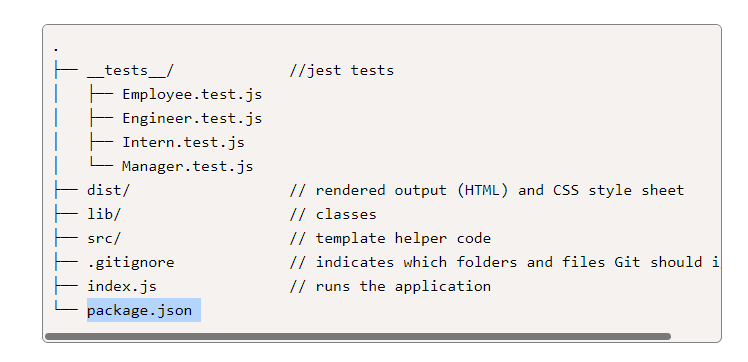 .
├── __tests__/             //jest tests
│   ├── Employee.test.js
│   ├── Engineer.test.js
│   ├── Intern.test.js
│   └── Manager.test.js
├── dist/                  // rendered output (HTML) and CSS style sheet
├── lib/                   // classes
├── src/                   // template helper code
├── .gitignore             // indicates which folders and files Git should i
├── index.js               // runs the application
└── package.json